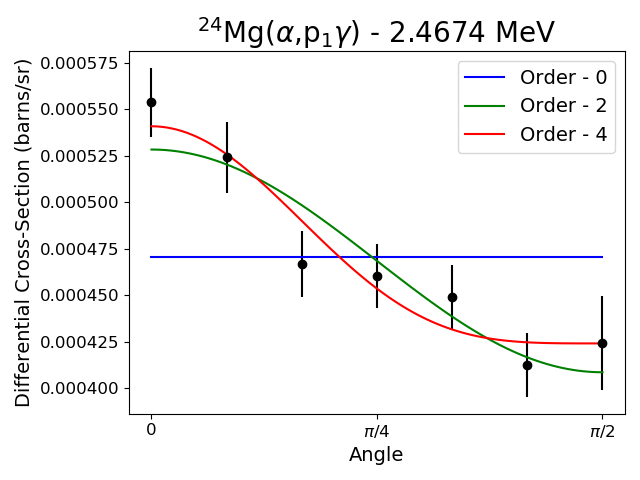 ²⁴Mg(α,p₁γ) - 2.4674 MeV
Differential Cross-Section (barns/sr)
0.000575
0.000550
0.000525
0.000500
0.000475
0.000450
0.000425
0.000400
Order - 0
Order - 2
Order - 4
0
π/4
π/2
Angle